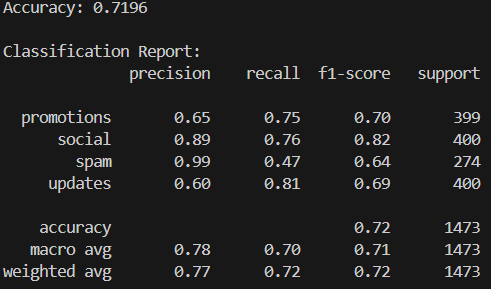 Accuracy: 0.7196
Classification Report:
precision recall f1-score support
promotions 0.65 0.75 0.70 399
social 0.89 0.76 0.82 400
spam 0.99 0.47 0.64 274
updates 0.60 0.81 0.69 400
accuracy 0.72 1473
macro avg 0.78 0.70 0.71 1473
weighted avg 0.77 0.72 0.72 1473